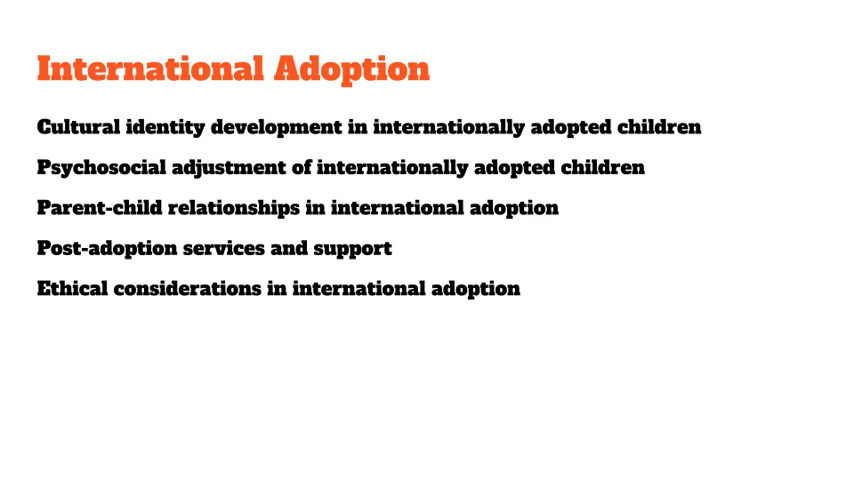 International Adoption
Cultural identity development in internationally adopted children
Psychosocial adjustment of internationally adopted children
Parent-child relationships in international adoption
Post-adoption services and support
Ethical considerations in international adoption